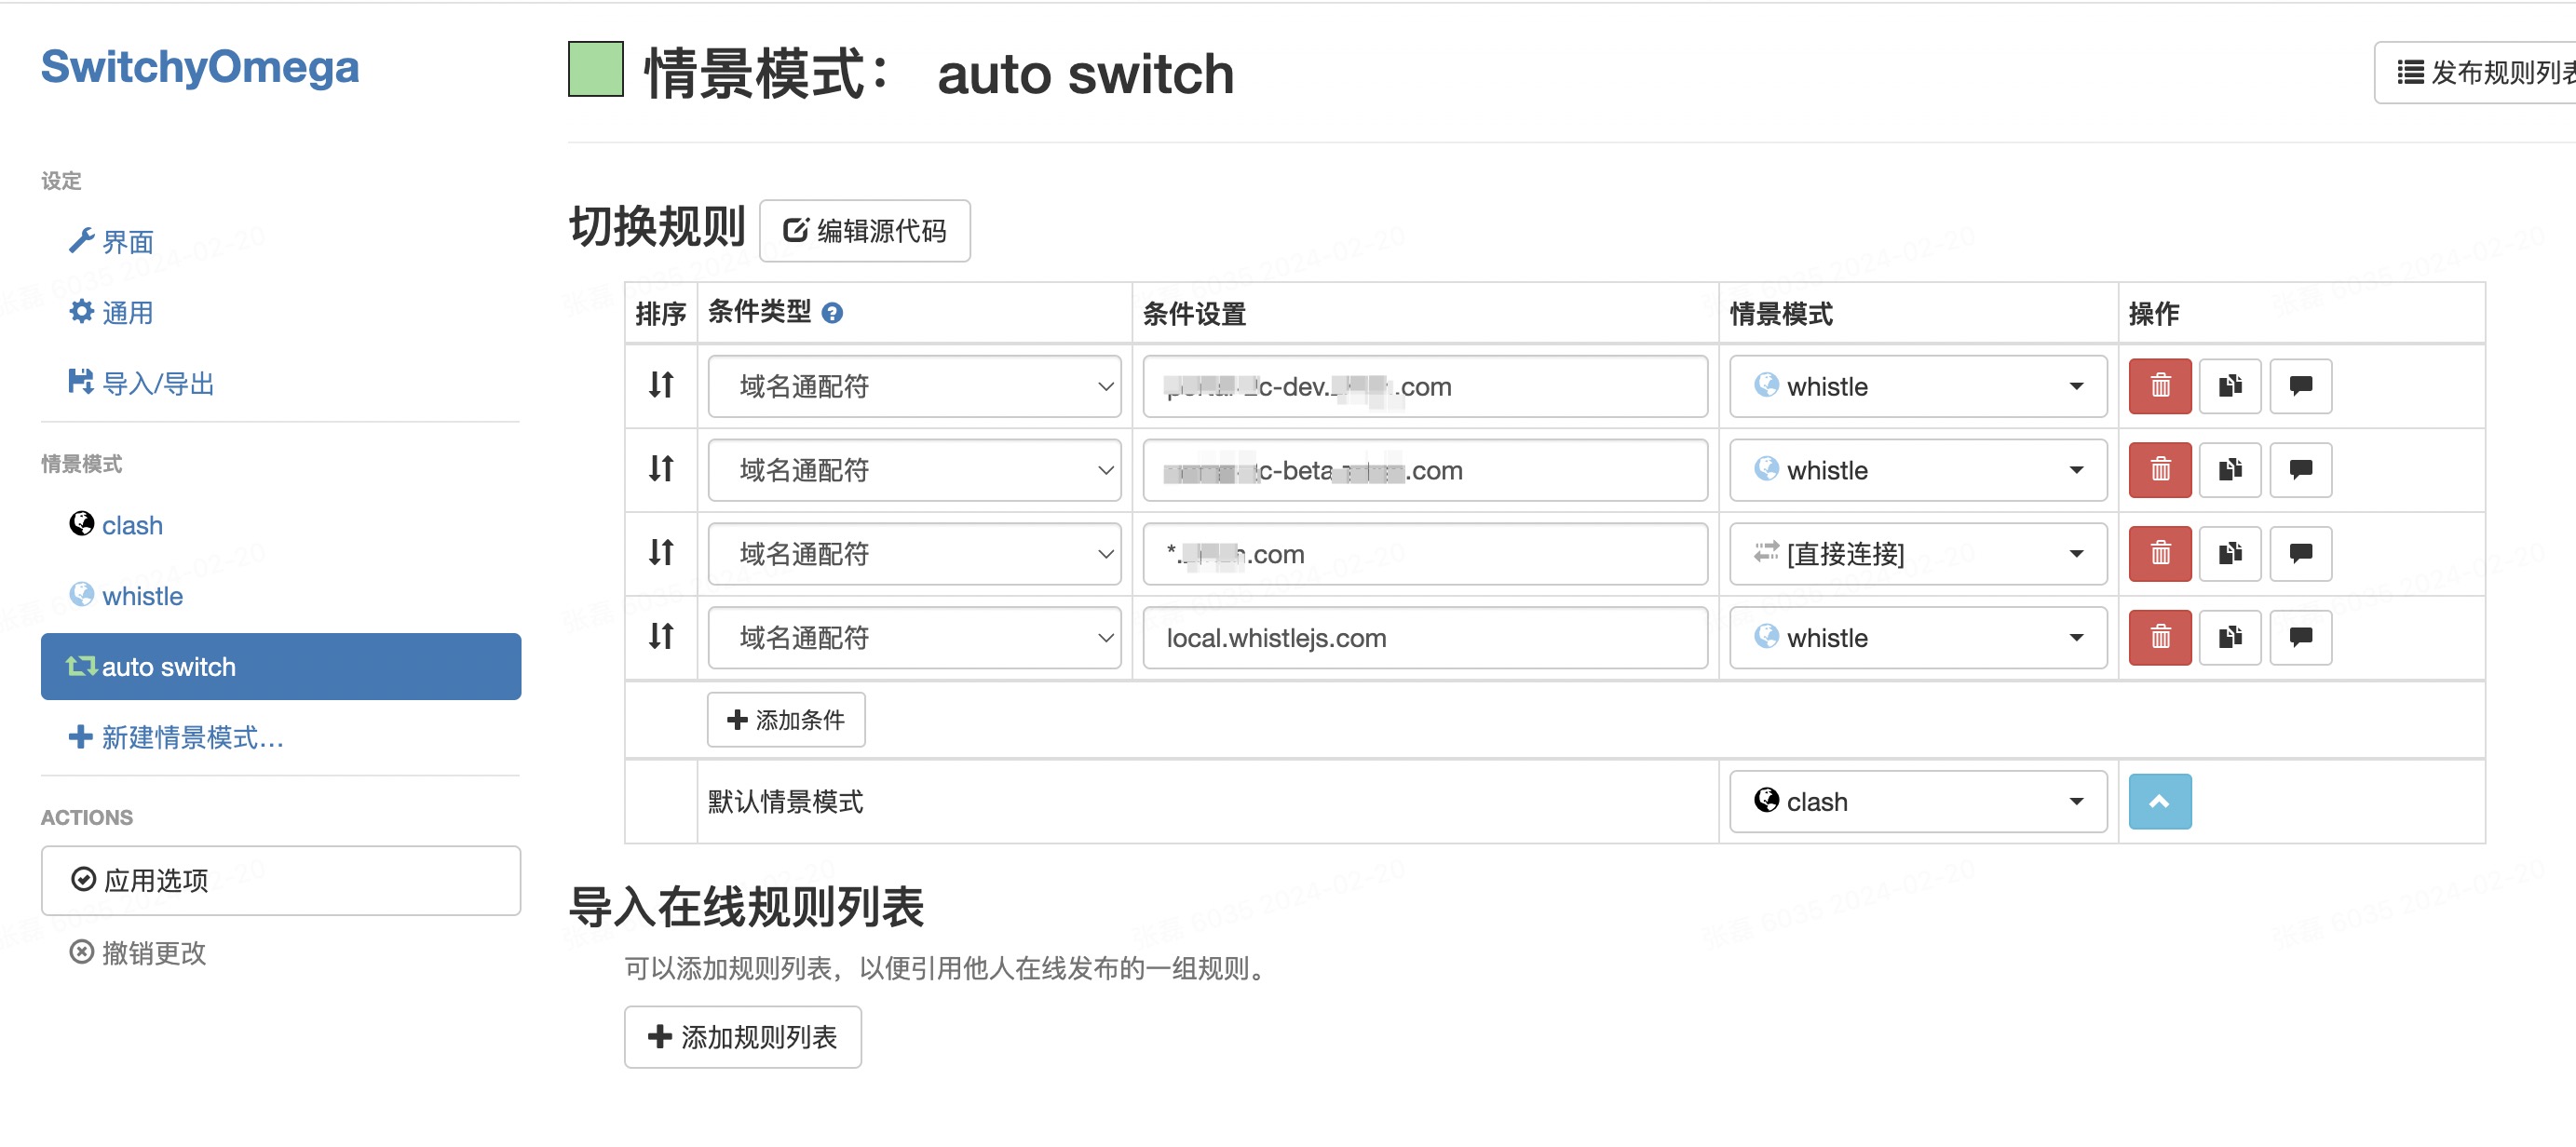 SwitchyOmega
情景模式： auto switch
发布规则列表
设定
界面
通用
导入/导出
情景模式
clash
whistle
auto switch
新建情景模式...
ACTIONS
应用选项
撤销更改
切换规则 编辑源代码
排序 条件类型 ? 条件设置 情景模式 操作
域名通配符 c-dev. .com whistle
域名通配符 c-beta .com whistle
域名通配符 *. .com [直接连接]
域名通配符 local.whistlejs.com whistle
添加条件
默认情景模式 clash
导入在线规则列表
可以添加规则列表，以便引用他人在线发布的一组规则。
添加规则列表
张磊 6035 2024-02-20